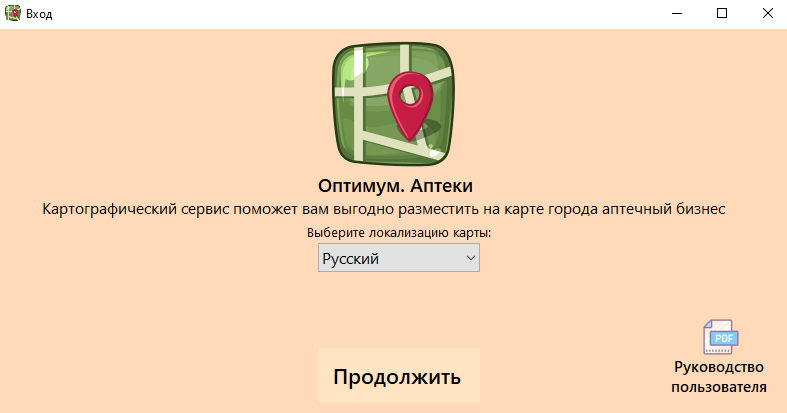 Вход
Оптимум. Аптеки
Картографический сервис поможет вам выгодно разместить на карте города аптечный бизнес
Выберите локализацию карты:
Русский
Продолжить
PDF
Руководство
пользователя